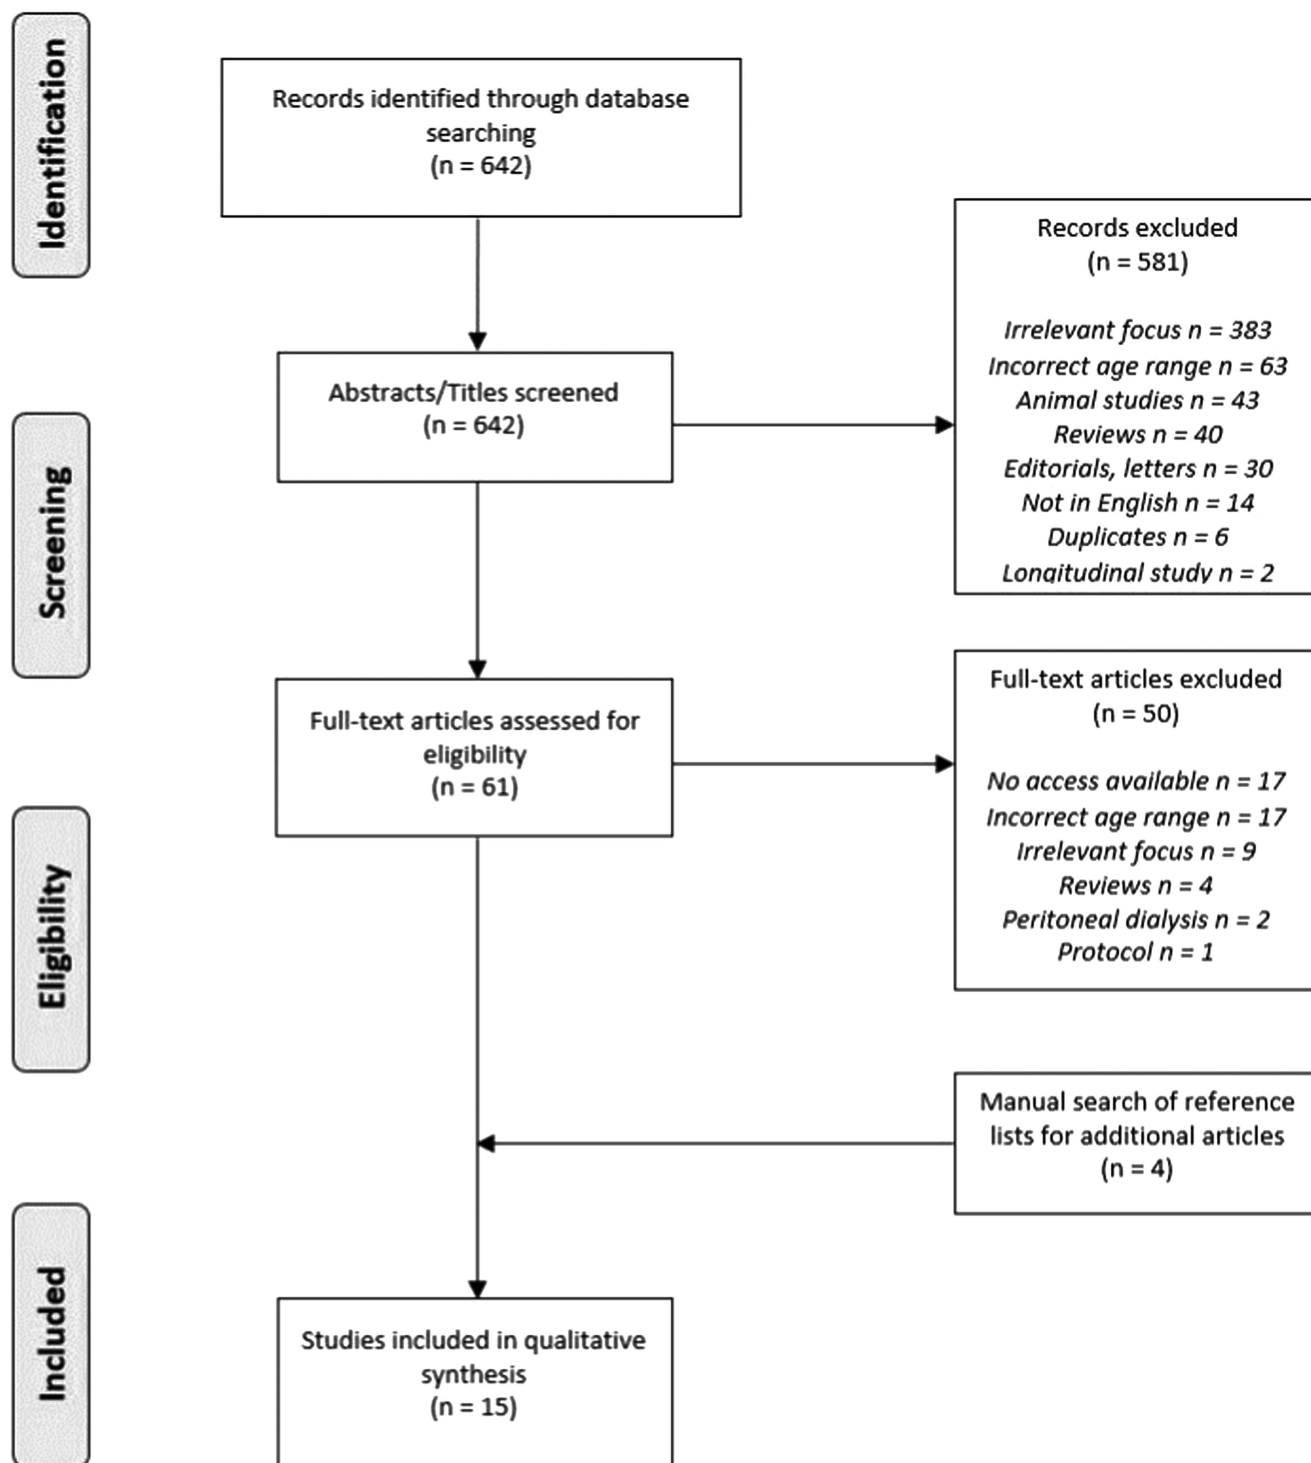 Identification
Records identified through database
searching
(n = 642)
Records excluded
(n = 581)
Irrelevant focus n = 383
Incorrect age range n = 63
Animal studies n = 43
Reviews n = 40
Editorials, letters n = 30
Not in English n = 14
Duplicates n = 6
Longitudinal study n = 2
Abstracts/Titles screened
(n = 642)
Screening
Full-text articles assessed for
eligibility
(n = 61)
Full-text articles excluded
(n = 50)
No access available n = 17
Incorrect age range n = 17
Irrelevant focus n = 9
Reviews n = 4
Peritoneal dialysis n = 2
Protocol n = 1
Eligibility
Manual search of reference
lists for additional articles
(n = 4)
Included
Studies included in qualitative
synthesis
(n = 15)